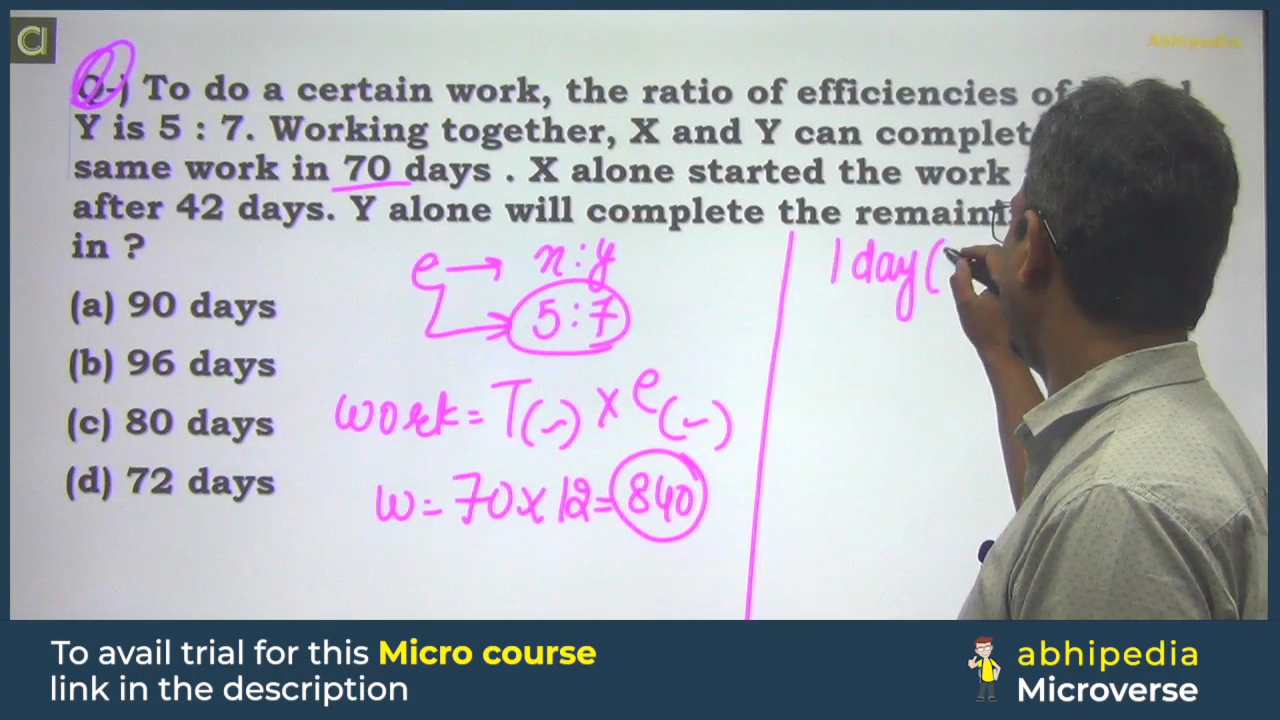 Abhipedia
Q-) To do a certain work, the ratio of efficiencies of
Y is 5 : 7. Working together, X and Y can complet
same work in 70 days . X alone started the work
after 42 days. Y alone will complete the remain
in ?
(a) 90 days
(b) 96 days
(c) 80 days
(d) 72 days
e → x : y
5 : 7
work = T(~) × e(~)
W = 70 × 12 = 840
1 day (
To avail trial for this Micro course
link in the description
abhipedia
Microverse